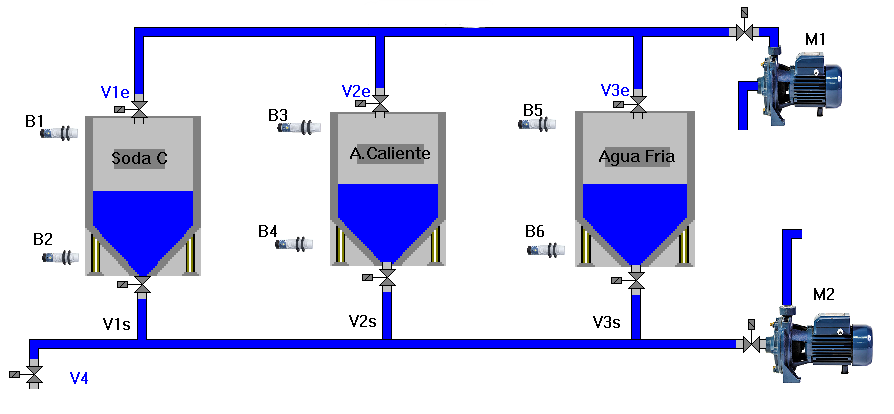 M1
V1e
V2e
V3e
B1
B3
B5
Soda C
A.Caliente
Agua Fria
B2
B4
B6
M2
V1s
V2s
V3s
V4